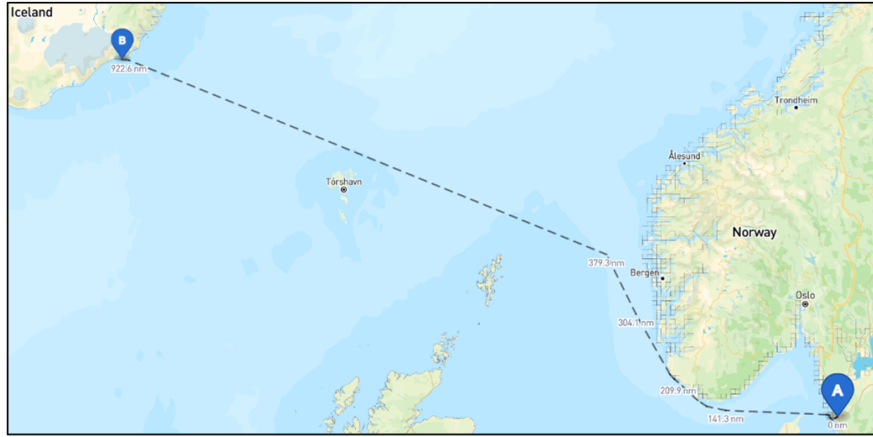 Iceland
B
922.6 nm
Trondheim
Ålesund
Tórshavn
Norway
379.3 nm
Bergen
Oslo
304.1 nm
209.9 nm
A
141.3 nm
0 nm